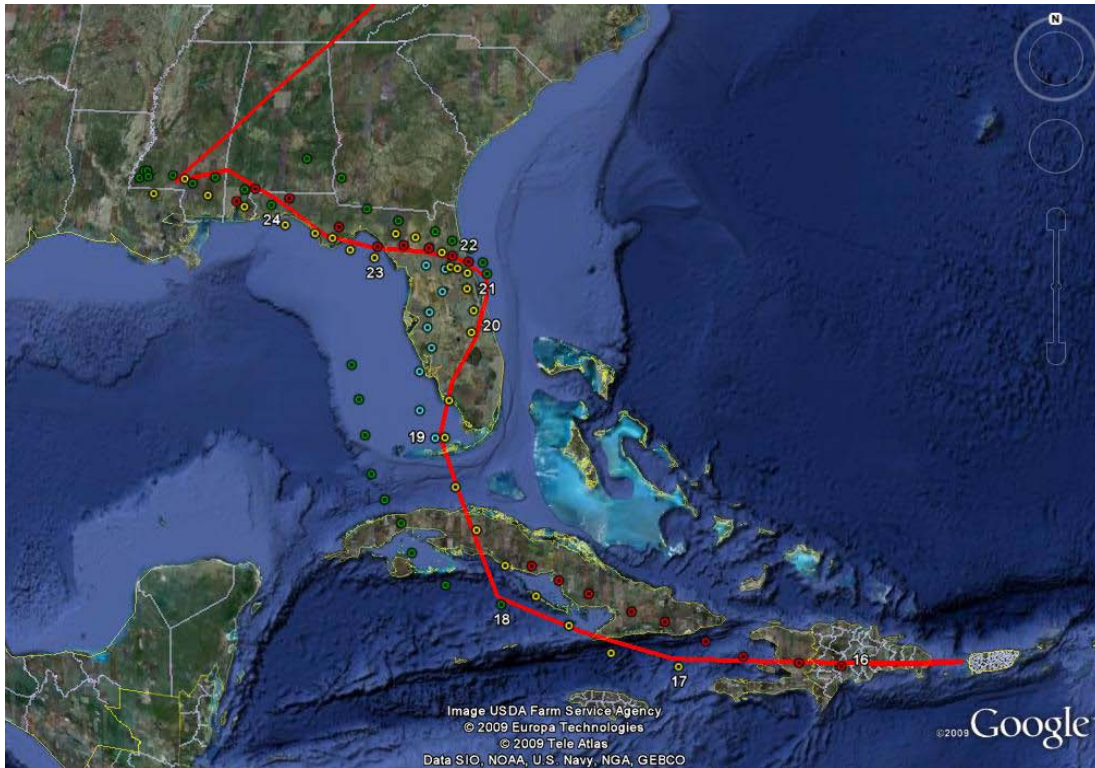 N
24
22
23
21
20
19
18
16
17
Image USDA Farm Service Agency
© 2009 Europa Technologies
© 2009 Tele Atlas
Data SIO, NOAA, U.S. Navy, NGA, GEBCO
©2009 Google